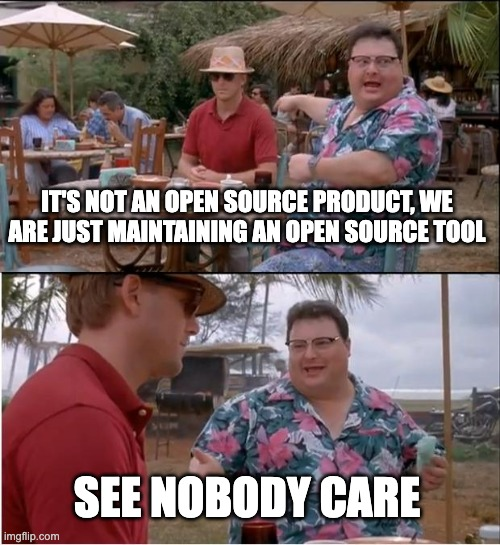 IT'S NOT AN OPEN SOURCE PRODUCT, WE
ARE JUST MAINTAINING AN OPEN SOURCE TOOL
SEE NOBODY CARE
imgflip.com